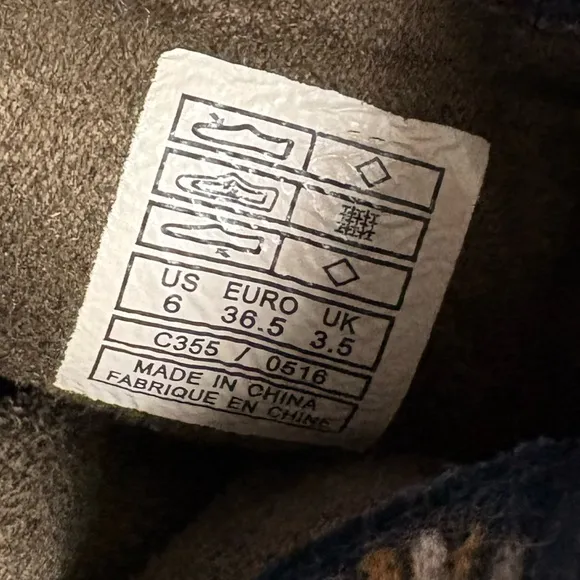 US EURO UK
6 36.5 3.5
C355 / 0516
MADE IN CHINA
FABRIQUE EN CHINE